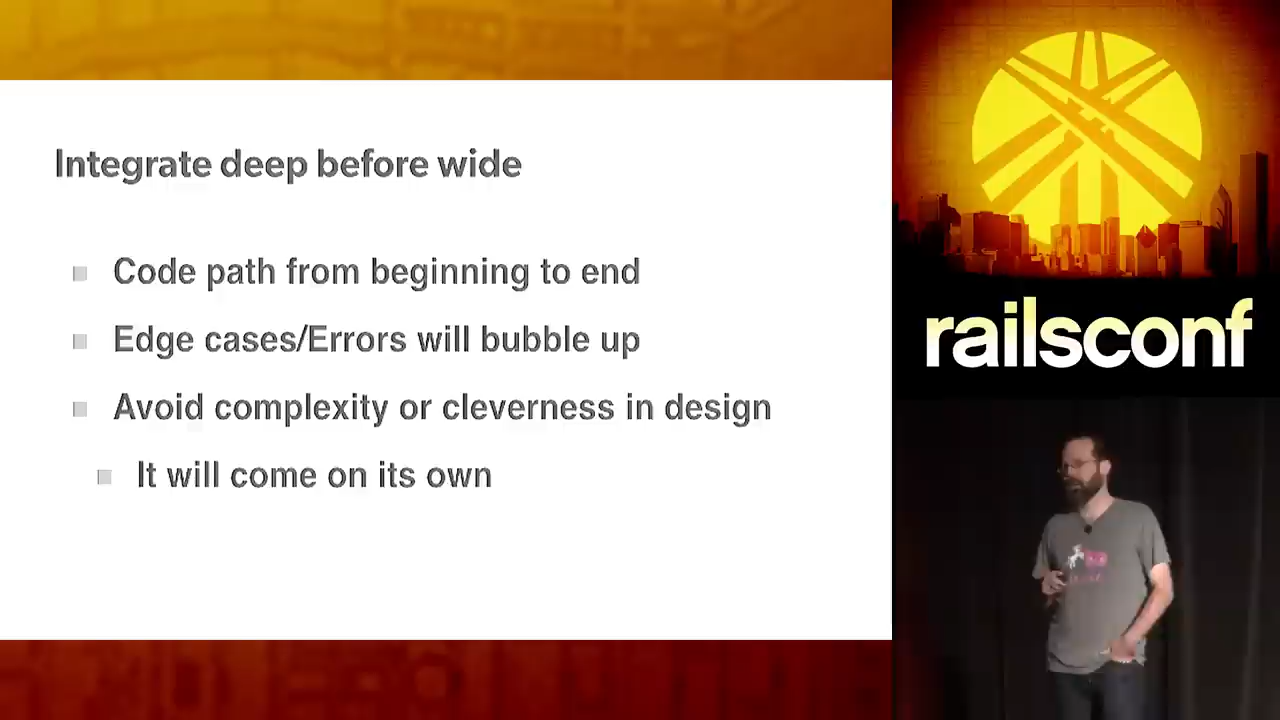 Integrate deep before wide
Code path from beginning to end
Edge cases/Errors will bubble up
Avoid complexity or cleverness in design
It will come on its own
railsconf